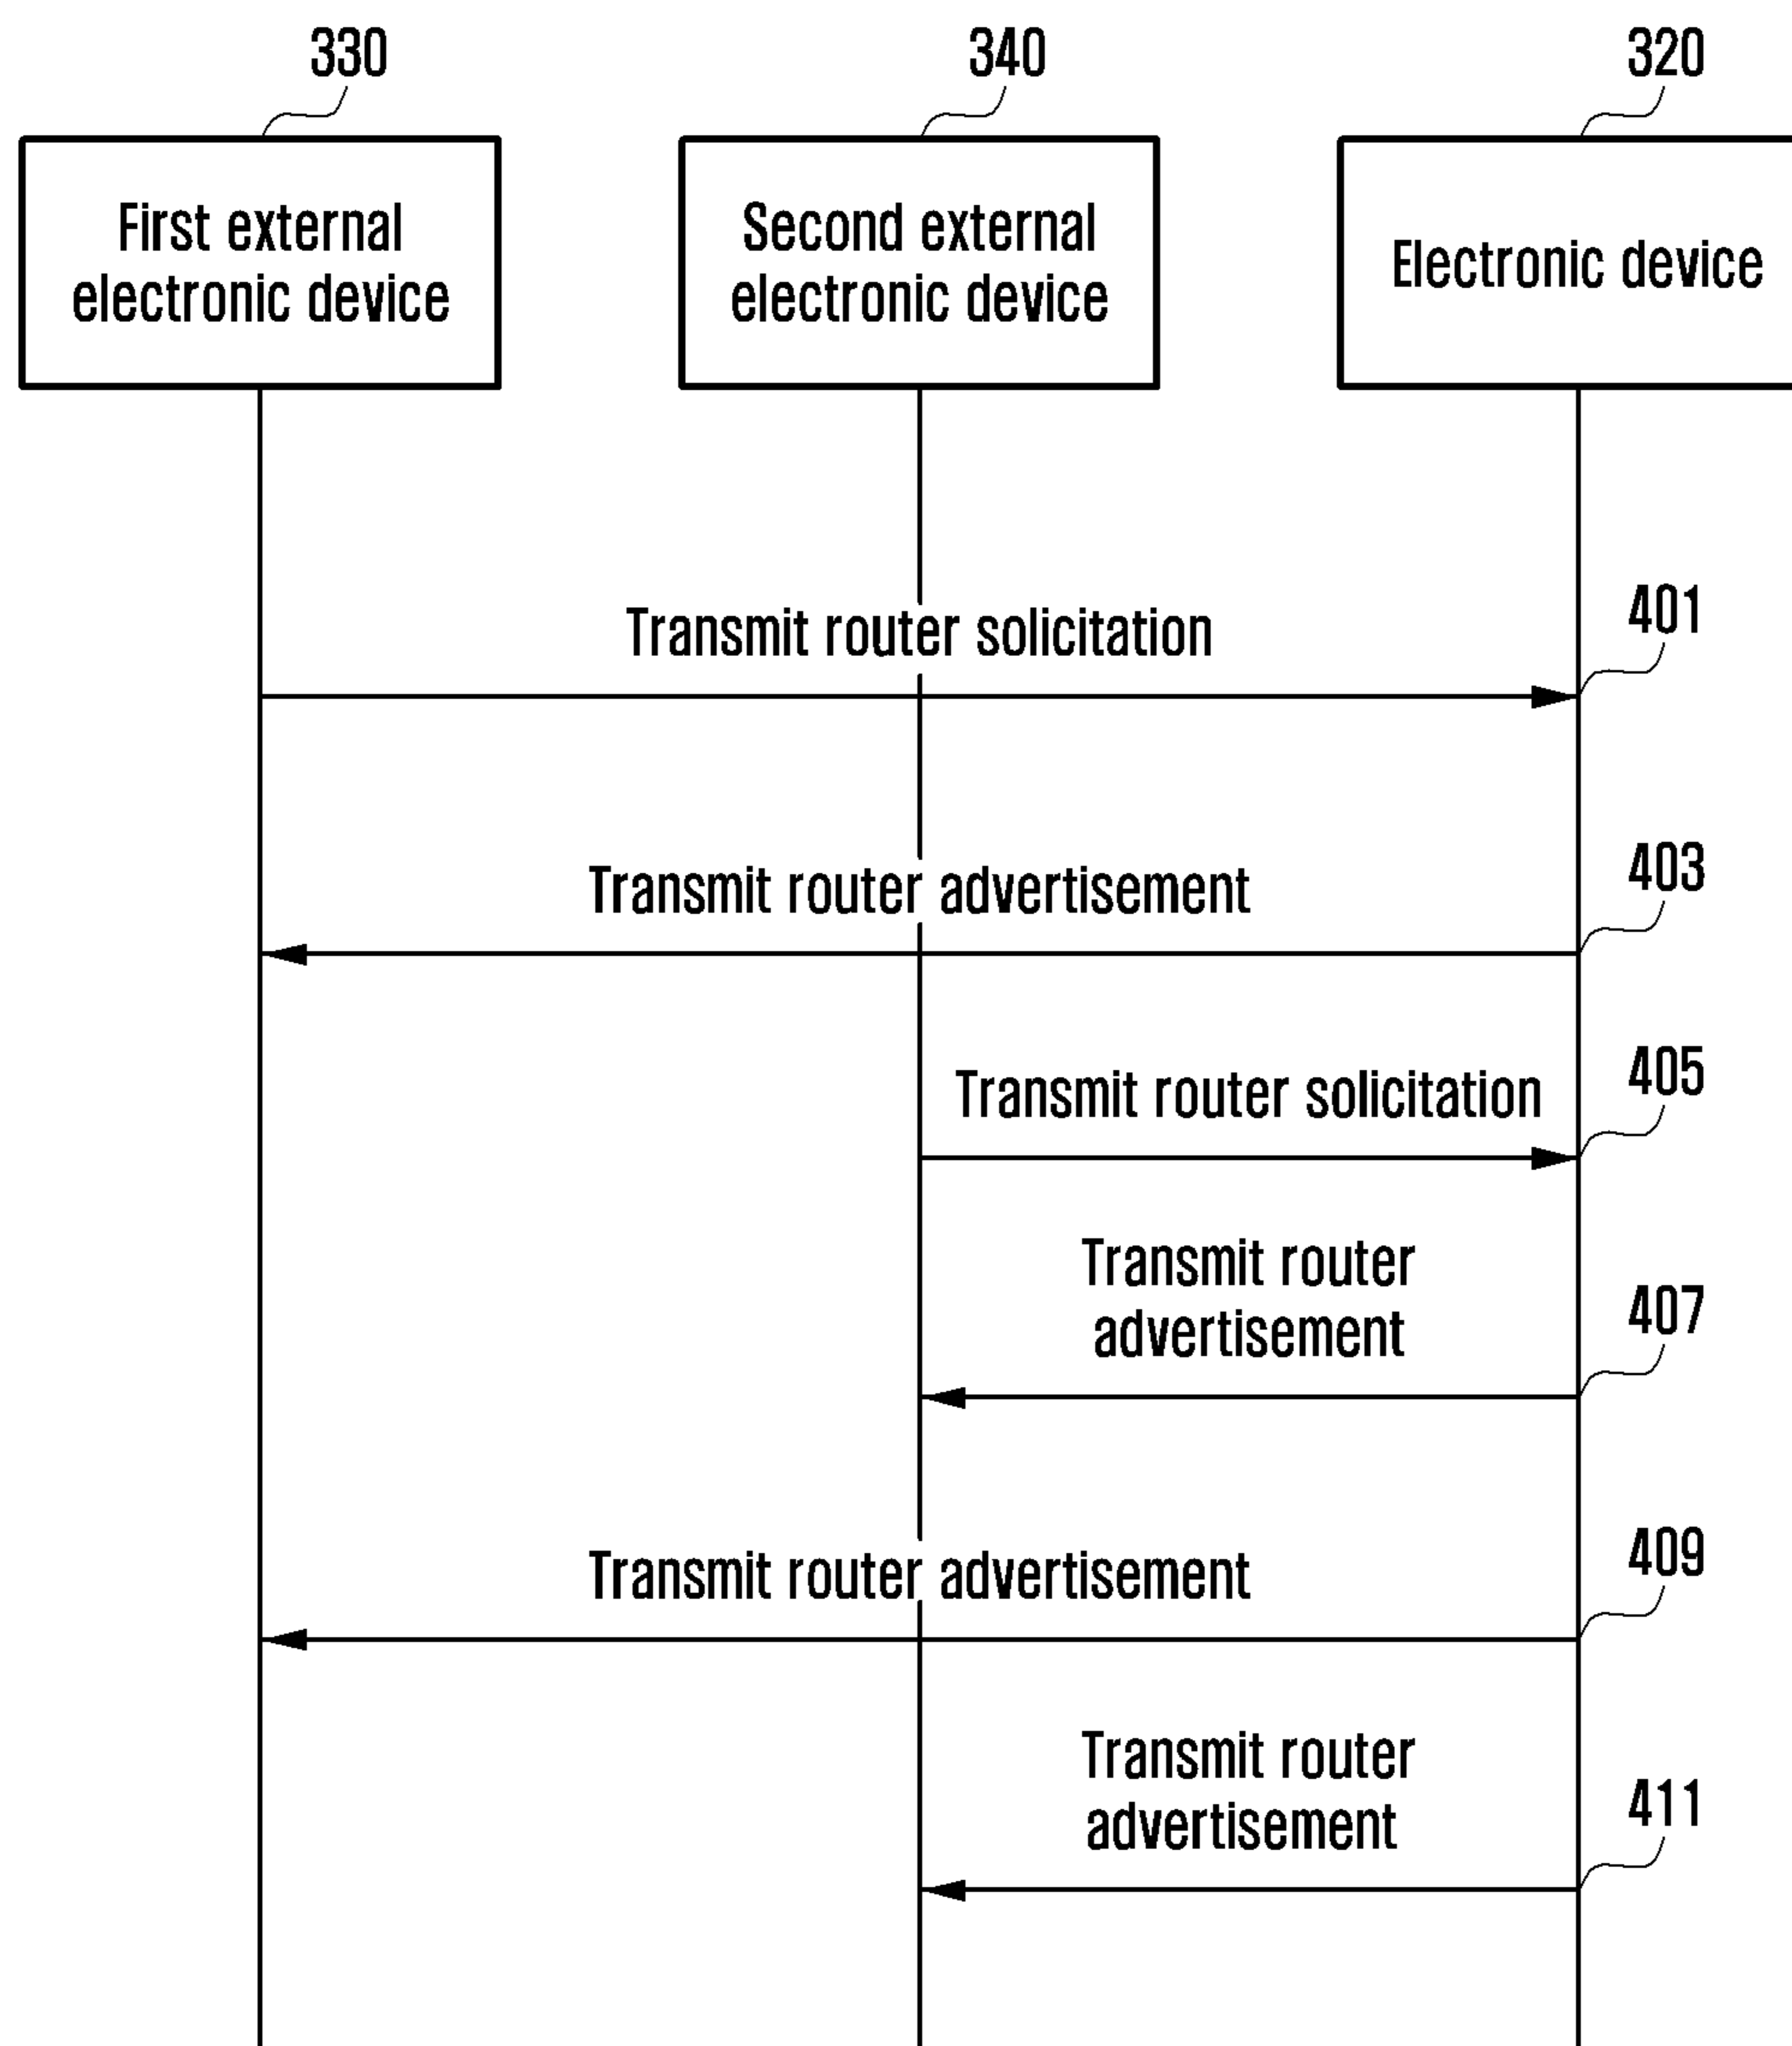 330
340
320
First external
electronic device
Second external
electronic device
Electronic device
Transmit router solicitation
401
Transmit router advertisement
403
Transmit router solicitation
405
Transmit router
advertisement
407
Transmit router advertisement
409
Transmit router
advertisement
411